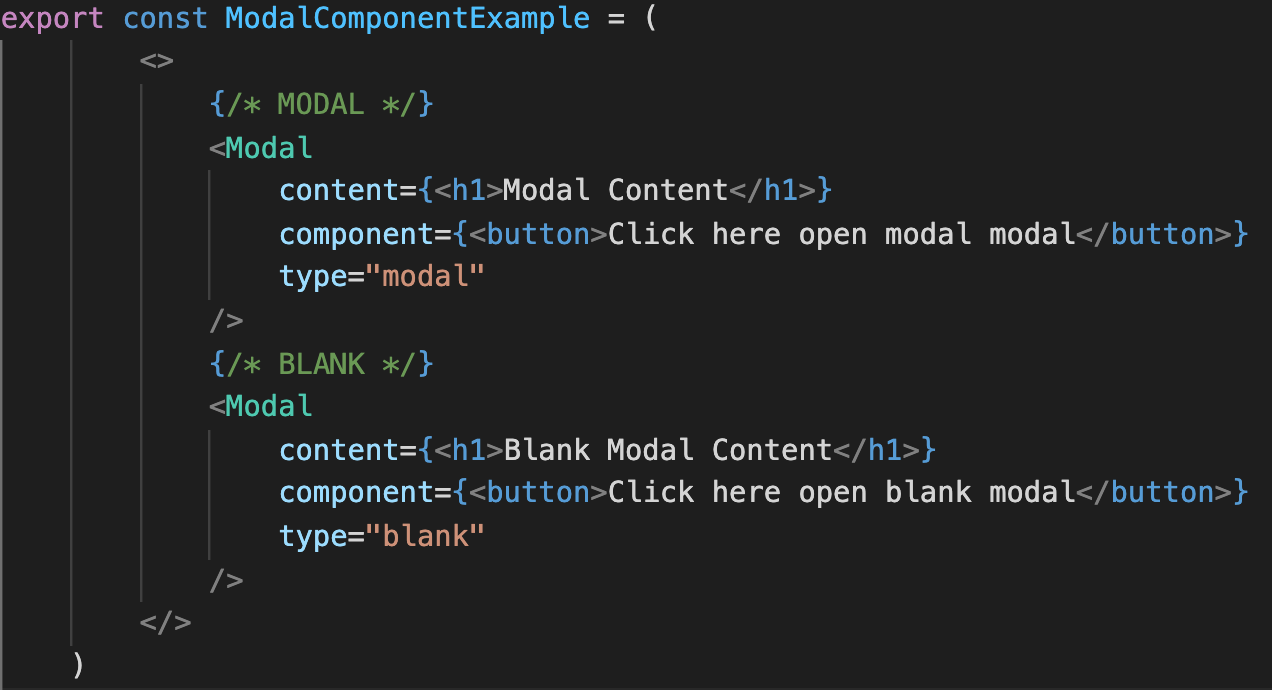 export const ModalComponentExample = (
<>
{/* MODAL */}
<Modal
content={<h1>Modal Content</h1>}
component={<button>Click here open modal modal</button>}
type="modal"
/>
{/* BLANK */}
<Modal
content={<h1>Blank Modal Content</h1>}
component={<button>Click here open blank modal</button>}
type="blank"
/>
</>
)